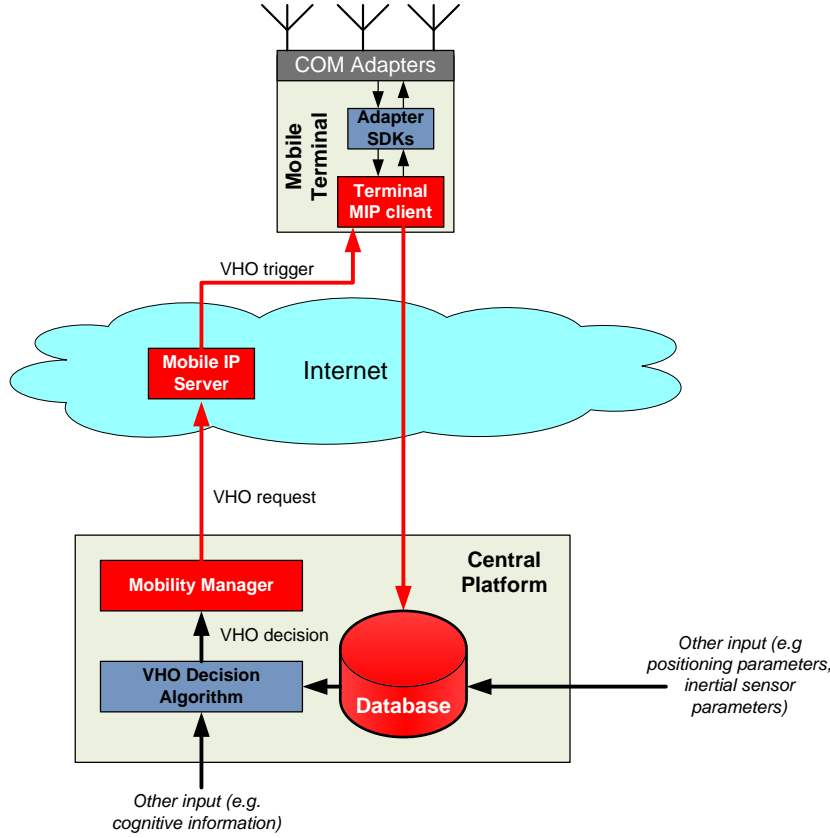 COM Adapters
Mobile
Terminal
Adapter
SDKs
Terminal
MIP client
VHO trigger
Mobile IP
Server
Internet
VHO request
Central
Platform
Mobility Manager
VHO decision
VHO Decision
Algorithm
Database
Other input (e.g
positioning parameters,
inertial sensor
parameters)
Other input (e.g.
cognitive information)